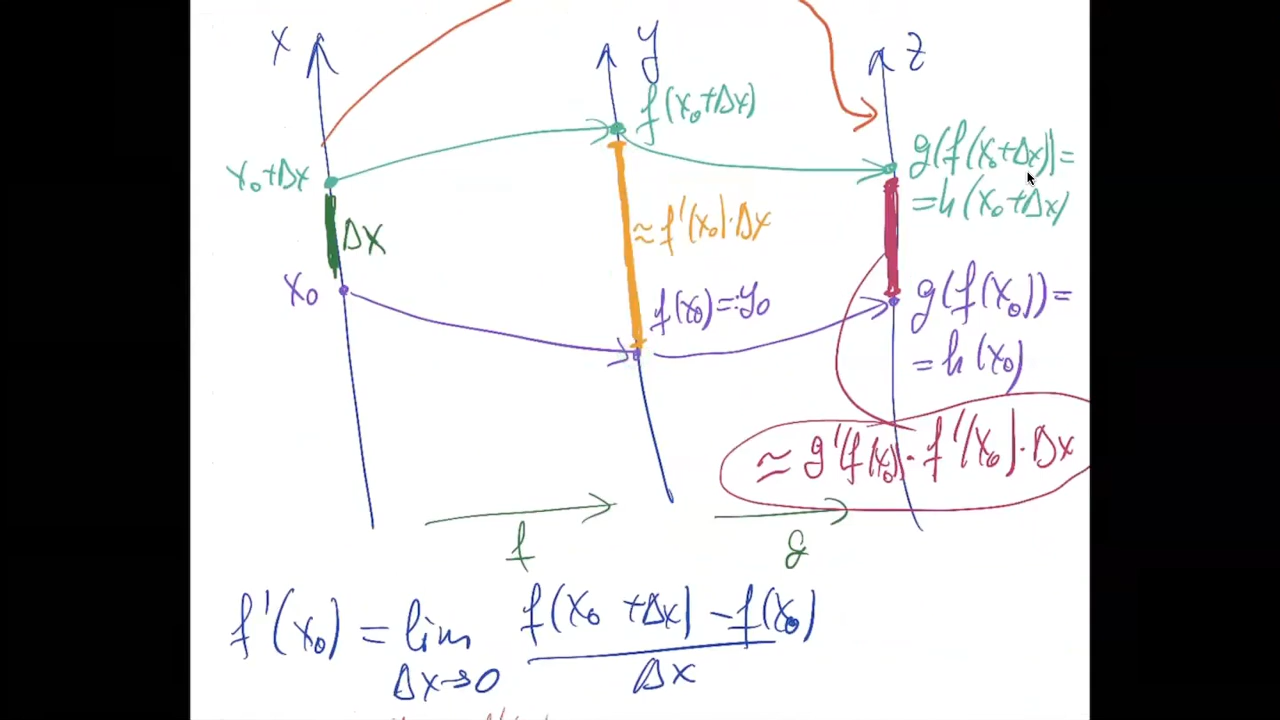 x y z
f(x₀+Δx)
x₀+Δx
g(f(x₀+Δx))=
=h(x₀+Δx)
Δx
≈f'(x₀)·Δx
x₀
f(x₀)=:y₀
g(f(x₀))=
=h(x₀)
≈ g'(f(x₀))·f'(x₀)·Δx
f
g
f'(x₀) = lim f(x₀ +Δx) - f(x₀)
Δx→0 Δx